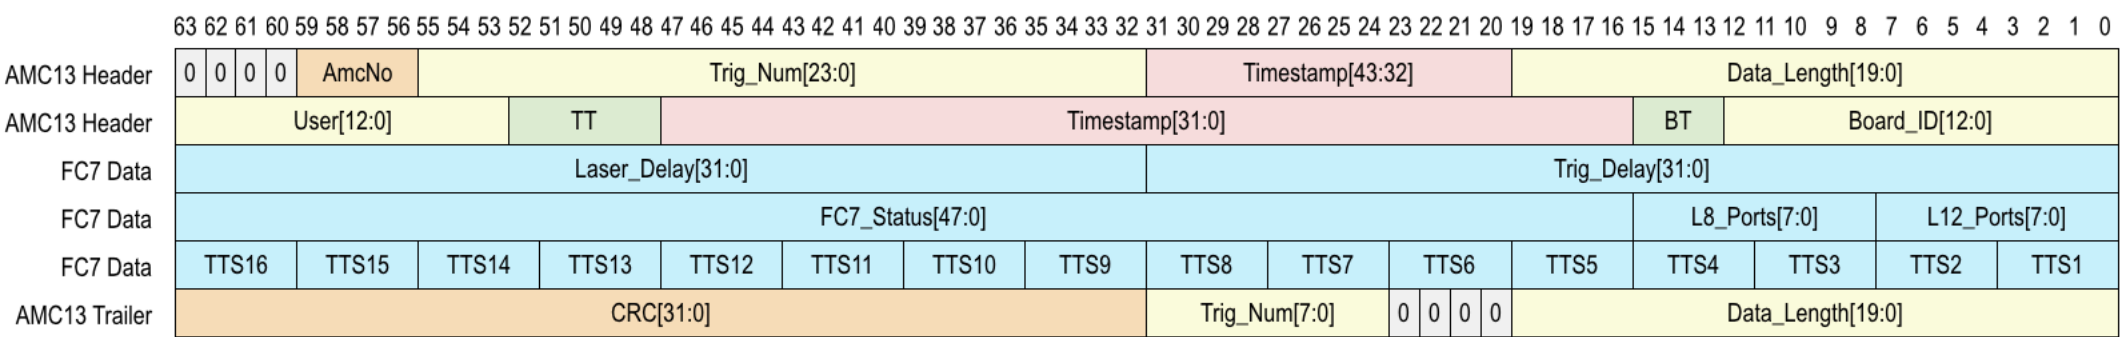 63 62 61 60 59 58 57 56 55 54 53 52 51 50 49 48 47 46 45 44 43 42 41 40 39 38 37 36 35 34 33 32 31 30 29 28 27 26 25 24 23 22 21 20 19 18 17 16 15 14 13 12 11 10 9 8 7 6 5 4 3 2 1 0
AMC13 Header 0 0 0 0 AmcNo Trig_Num[23:0] Timestamp[43:32] Data_Length[19:0]
AMC13 Header User[12:0] TT Timestamp[31:0] BT Board_ID[12:0]
FC7 Data Laser_Delay[31:0] Trig_Delay[31:0]
FC7 Data FC7_Status[47:0] L8_Ports[7:0] L12_Ports[7:0]
FC7 Data TTS16 TTS15 TTS14 TTS13 TTS12 TTS11 TTS10 TTS9 TTS8 TTS7 TTS6 TTS5 TTS4 TTS3 TTS2 TTS1
AMC13 Trailer CRC[31:0] Trig_Num[7:0] 0 0 0 0 Data_Length[19:0]